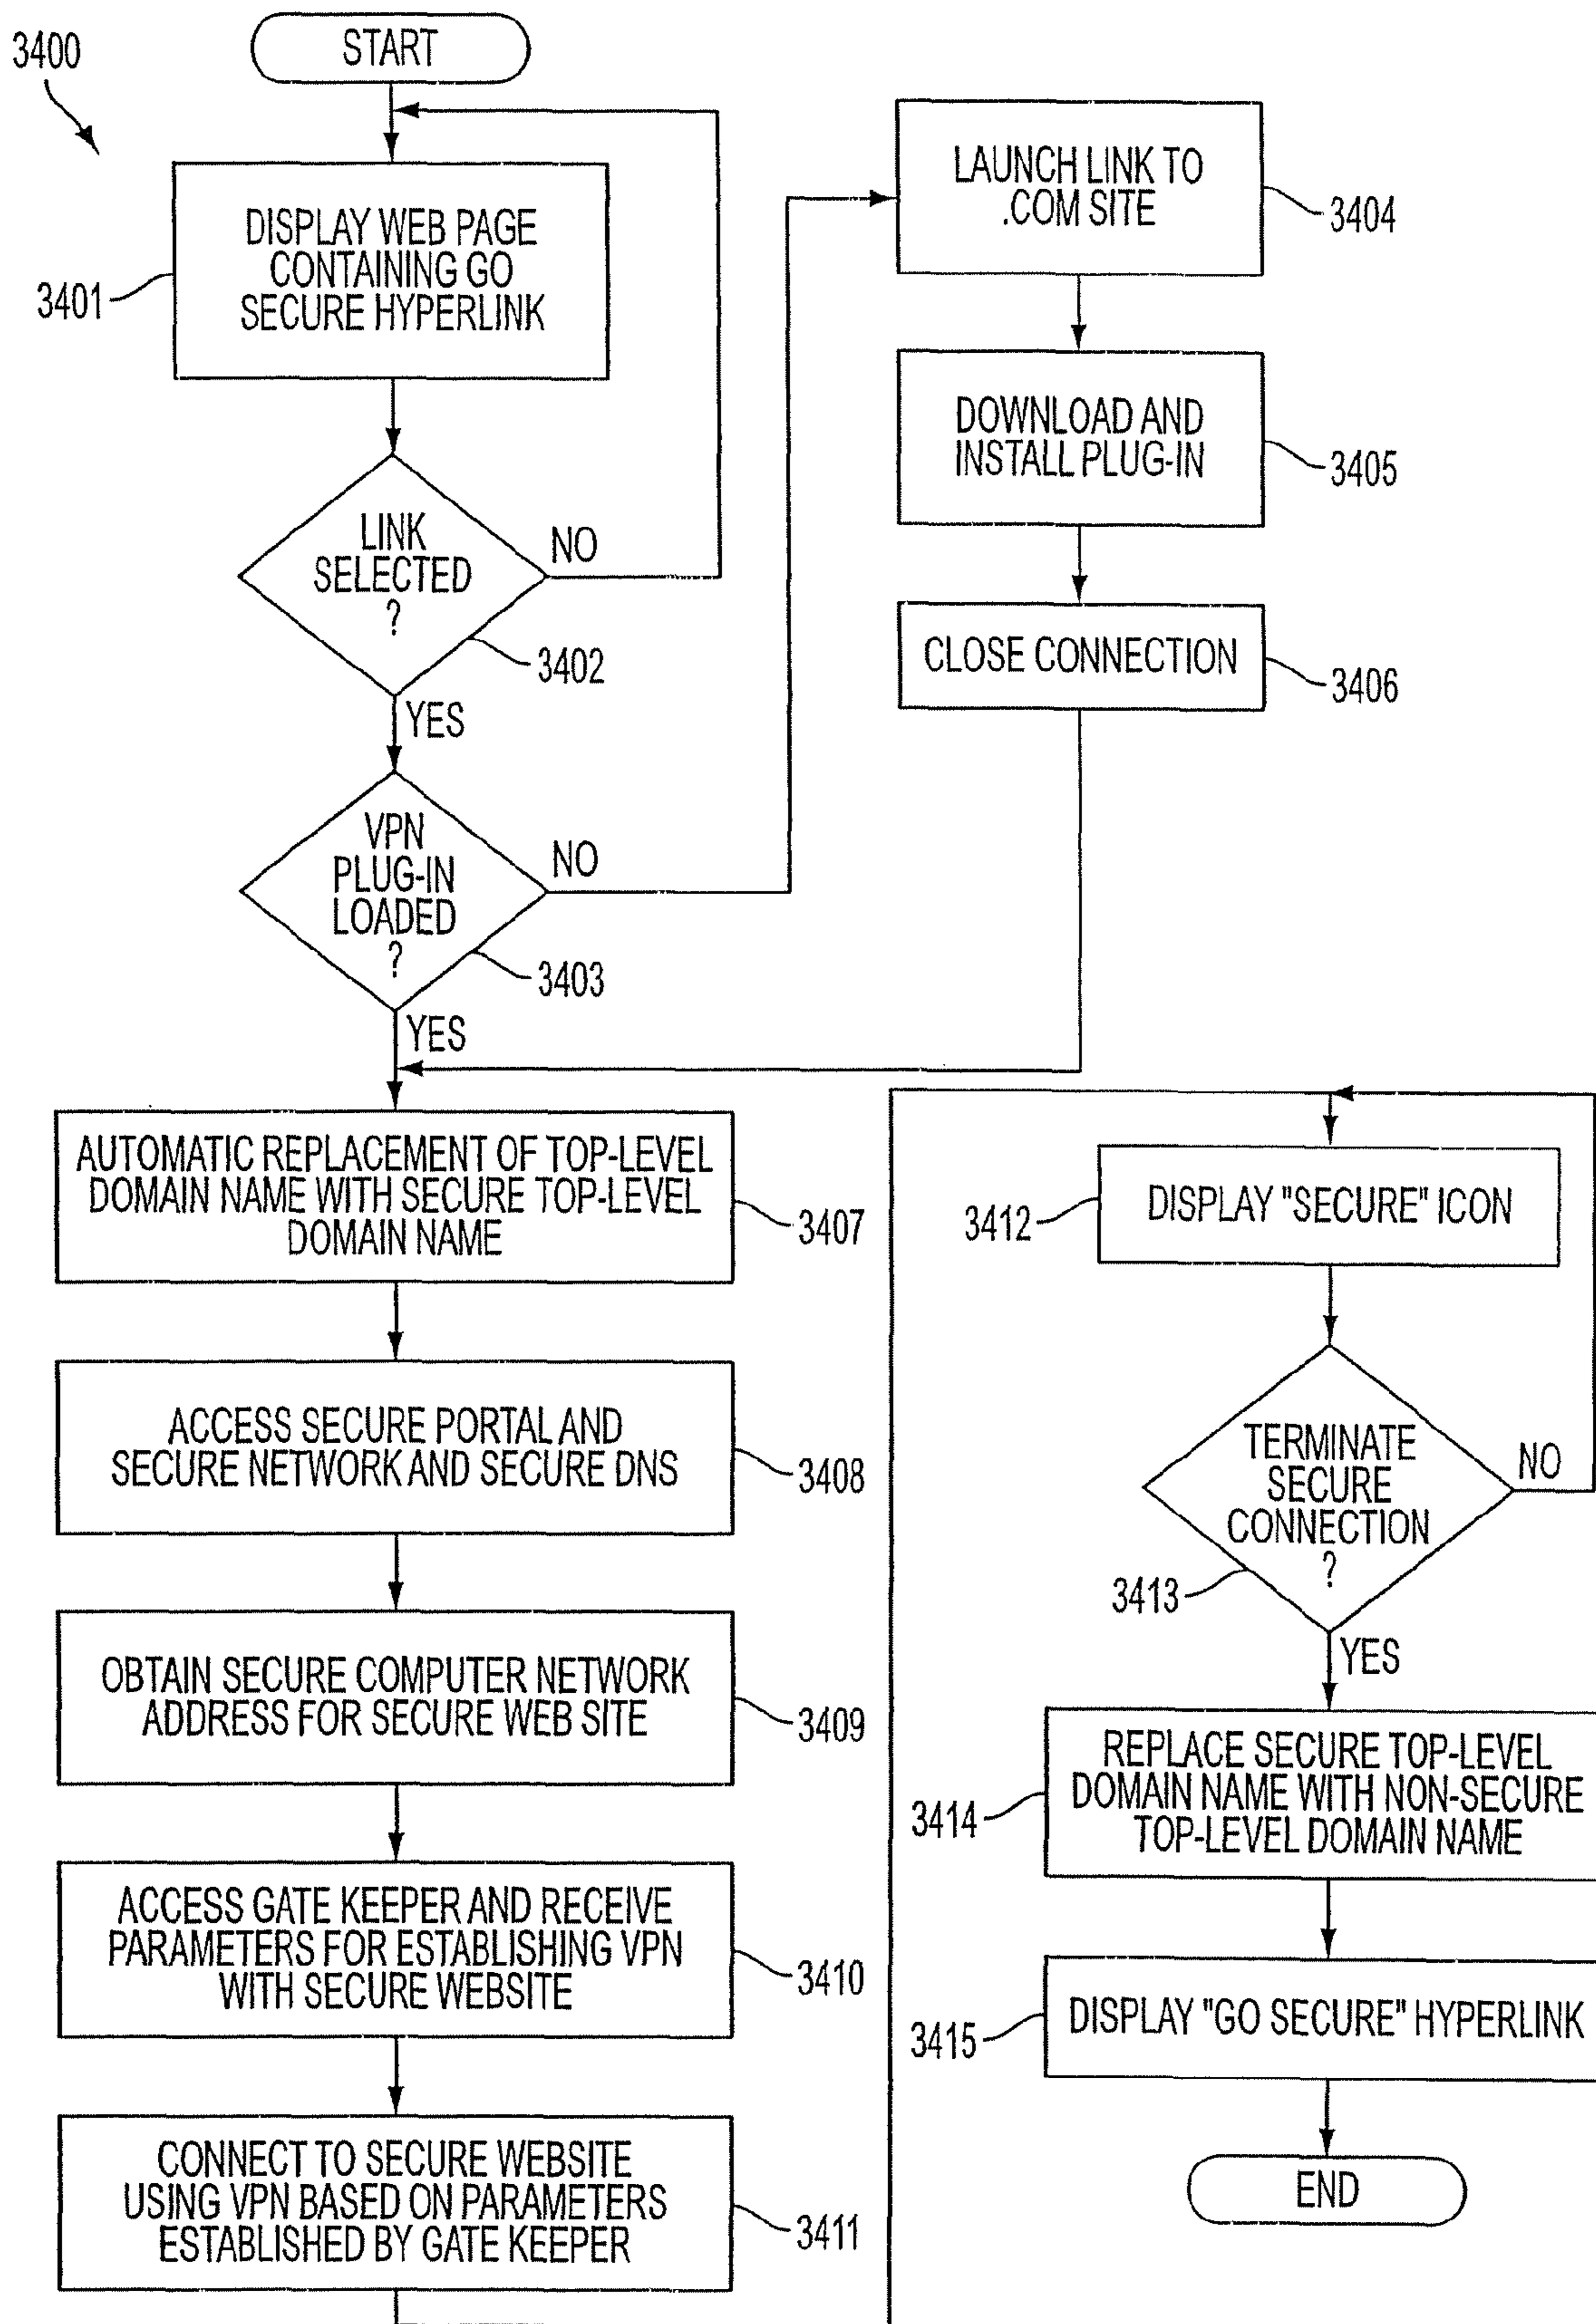 3400
START
DISPLAY WEB PAGE
CONTAINING GO
SECURE HYPERLINK
3401
LINK
SELECTED
?
NO
3402
YES
VPN
PLUG-IN
LOADED
?
NO
3403
YES
LAUNCH LINK TO
.COM SITE
3404
DOWNLOAD AND
INSTALL PLUG-IN
3405
CLOSE CONNECTION
3406
AUTOMATIC REPLACEMENT OF TOP-LEVEL
DOMAIN NAME WITH SECURE TOP-LEVEL
DOMAIN NAME
3407
ACCESS SECURE PORTAL AND
SECURE NETWORK AND SECURE DNS
3408
OBTAIN SECURE COMPUTER NETWORK
ADDRESS FOR SECURE WEB SITE
3409
ACCESS GATE KEEPER AND RECEIVE
PARAMETERS FOR ESTABLISHING VPN
WITH SECURE WEBSITE
3410
CONNECT TO SECURE WEBSITE
USING VPN BASED ON PARAMETERS
ESTABLISHED BY GATE KEEPER
3411
3412
DISPLAY "SECURE" ICON
TERMINATE
SECURE
CONNECTION
?
NO
3413
YES
REPLACE SECURE TOP-LEVEL
DOMAIN NAME WITH NON-SECURE
TOP-LEVEL DOMAIN NAME
3414
DISPLAY "GO SECURE" HYPERLINK
3415
END